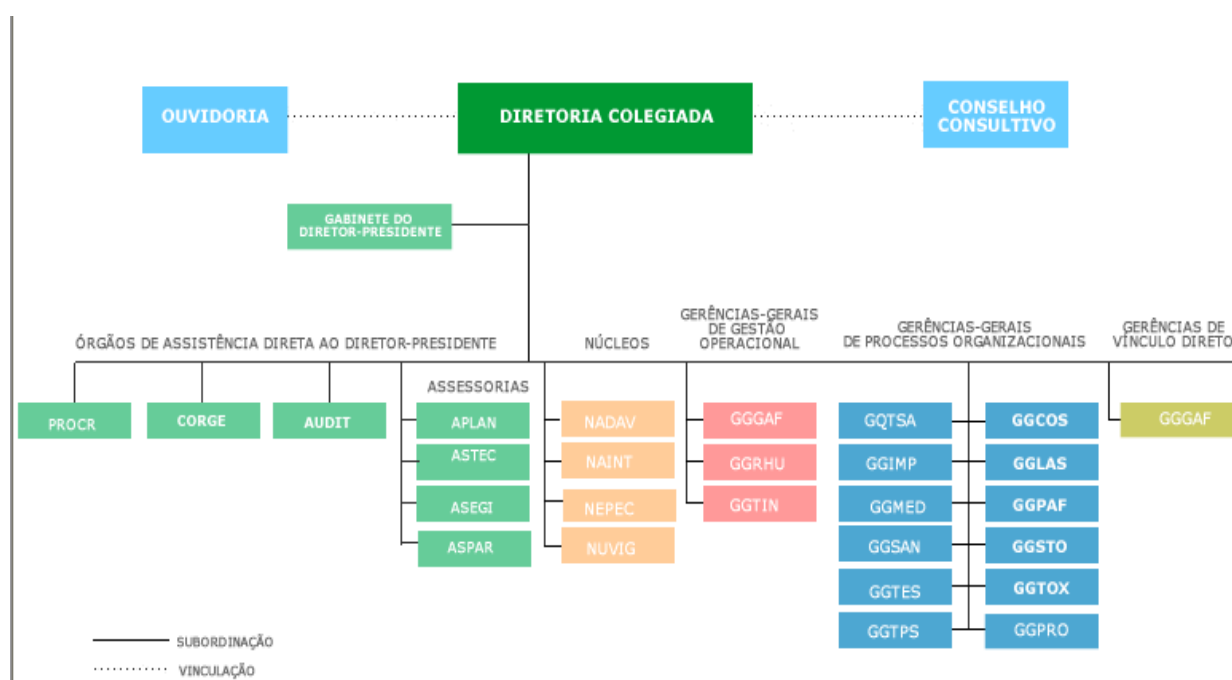 OUVIDORIA
DIRETORIA COLEGIADA
CONSELHO
CONSULTIVO
GABINETE DO
DIRETOR-PRESIDENTE
ÓRGÃOS DE ASSISTÊNCIA DIRETA AO DIRETOR-PRESIDENTE
NÚCLEOS
GERÊNCIAS-GERAIS
DE GESTÃO
OPERACIONAL
GERÊNCIAS-GERAIS
DE PROCESSOS ORGANIZACIONAIS
GERÊNCIAS DE
VÍNCULO DIRETO
PROCR
CORGE
AUDIT
ASSESSORIAS
APLAN
ASTEC
ASEGI
ASPAR
NADAV
NAINT
NEPEC
NUVIG
GGGAF
GGRHU
GGTIN
GQTSA
GGIMP
GGMED
GGSAN
GGTES
GGTPS
GGCOS
GGLAS
GGPAF
GGSTO
GGTOX
GGPRO
GGGAF
SUBORDINAÇÃO
VINCULAÇÃO